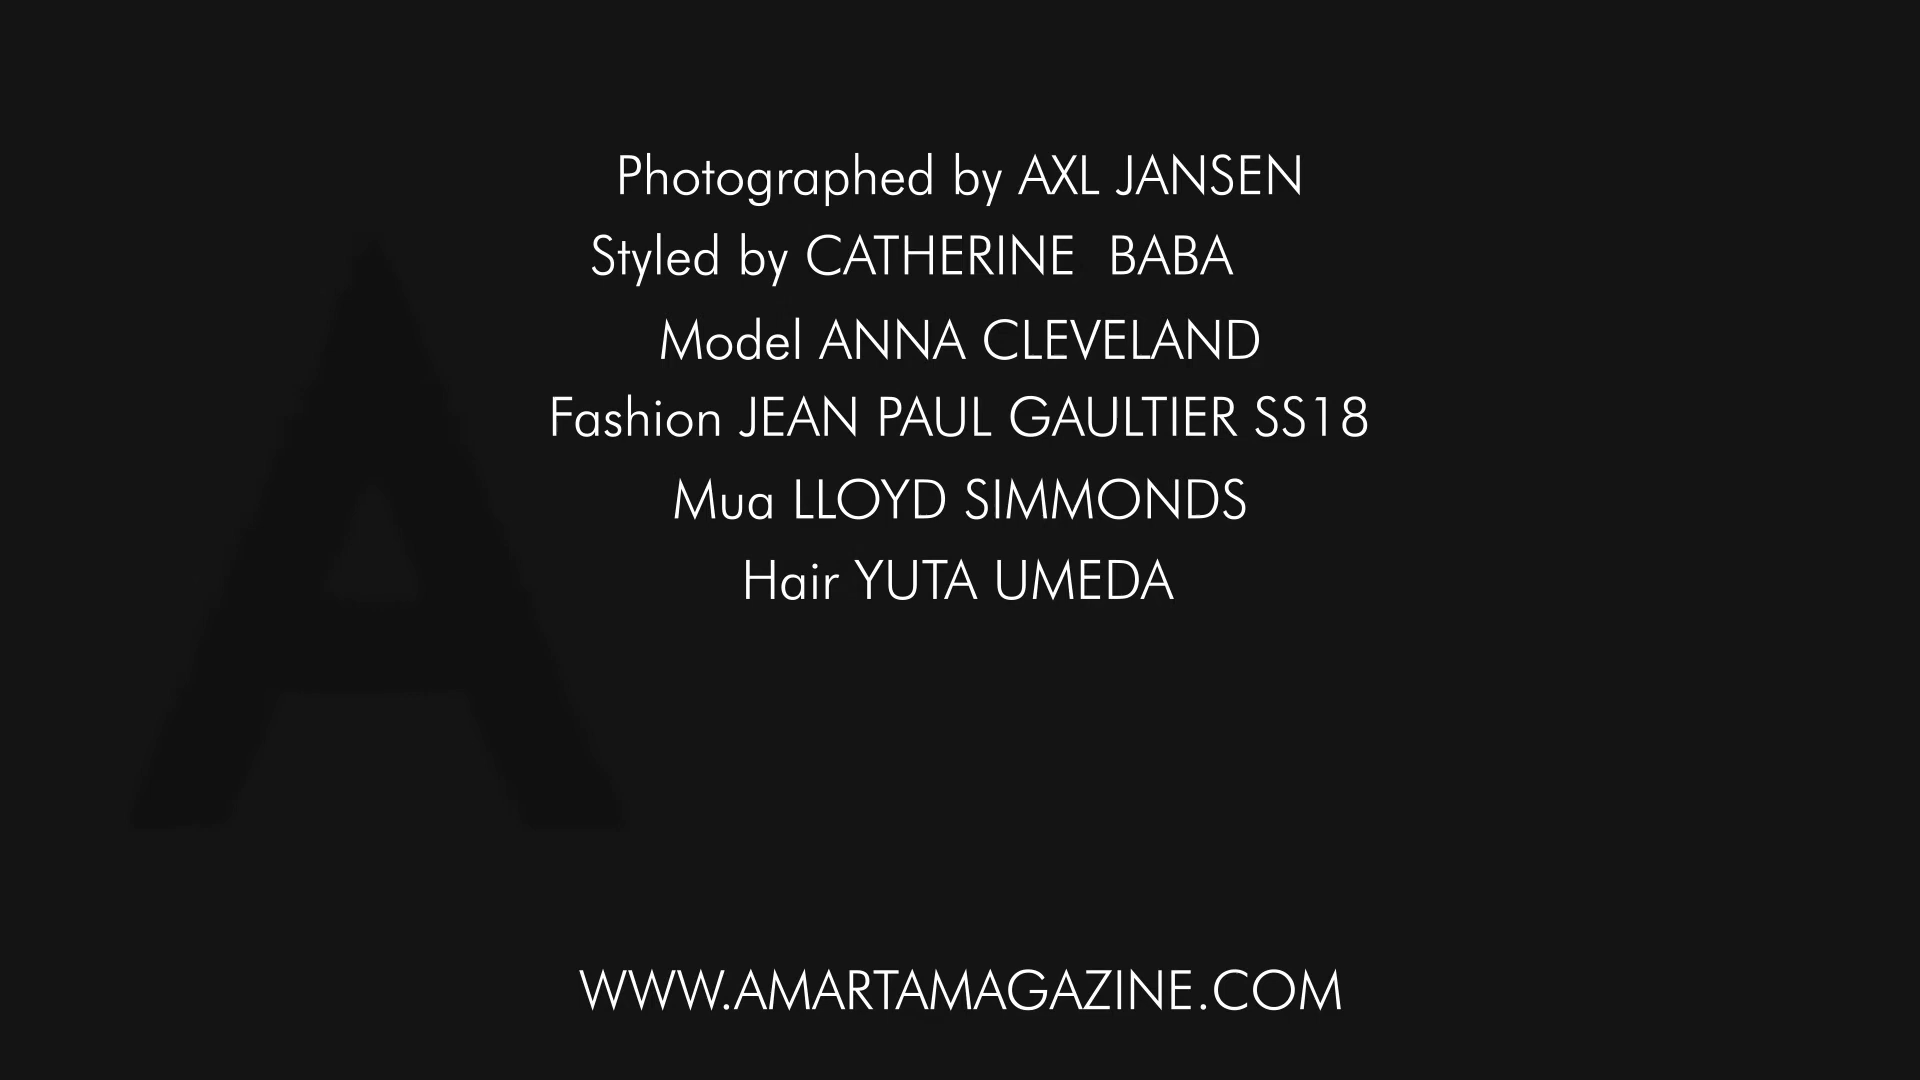 Photographed by AXL JANSEN
Styled by CATHERINE  BABA
Model ANNA CLEVELAND
Fashion JEAN PAUL GAULTIER SS18
Mua LLOYD SIMMONDS
Hair YUTA UMEDA
A
WWW.AMARTAMAGAZINE.COM